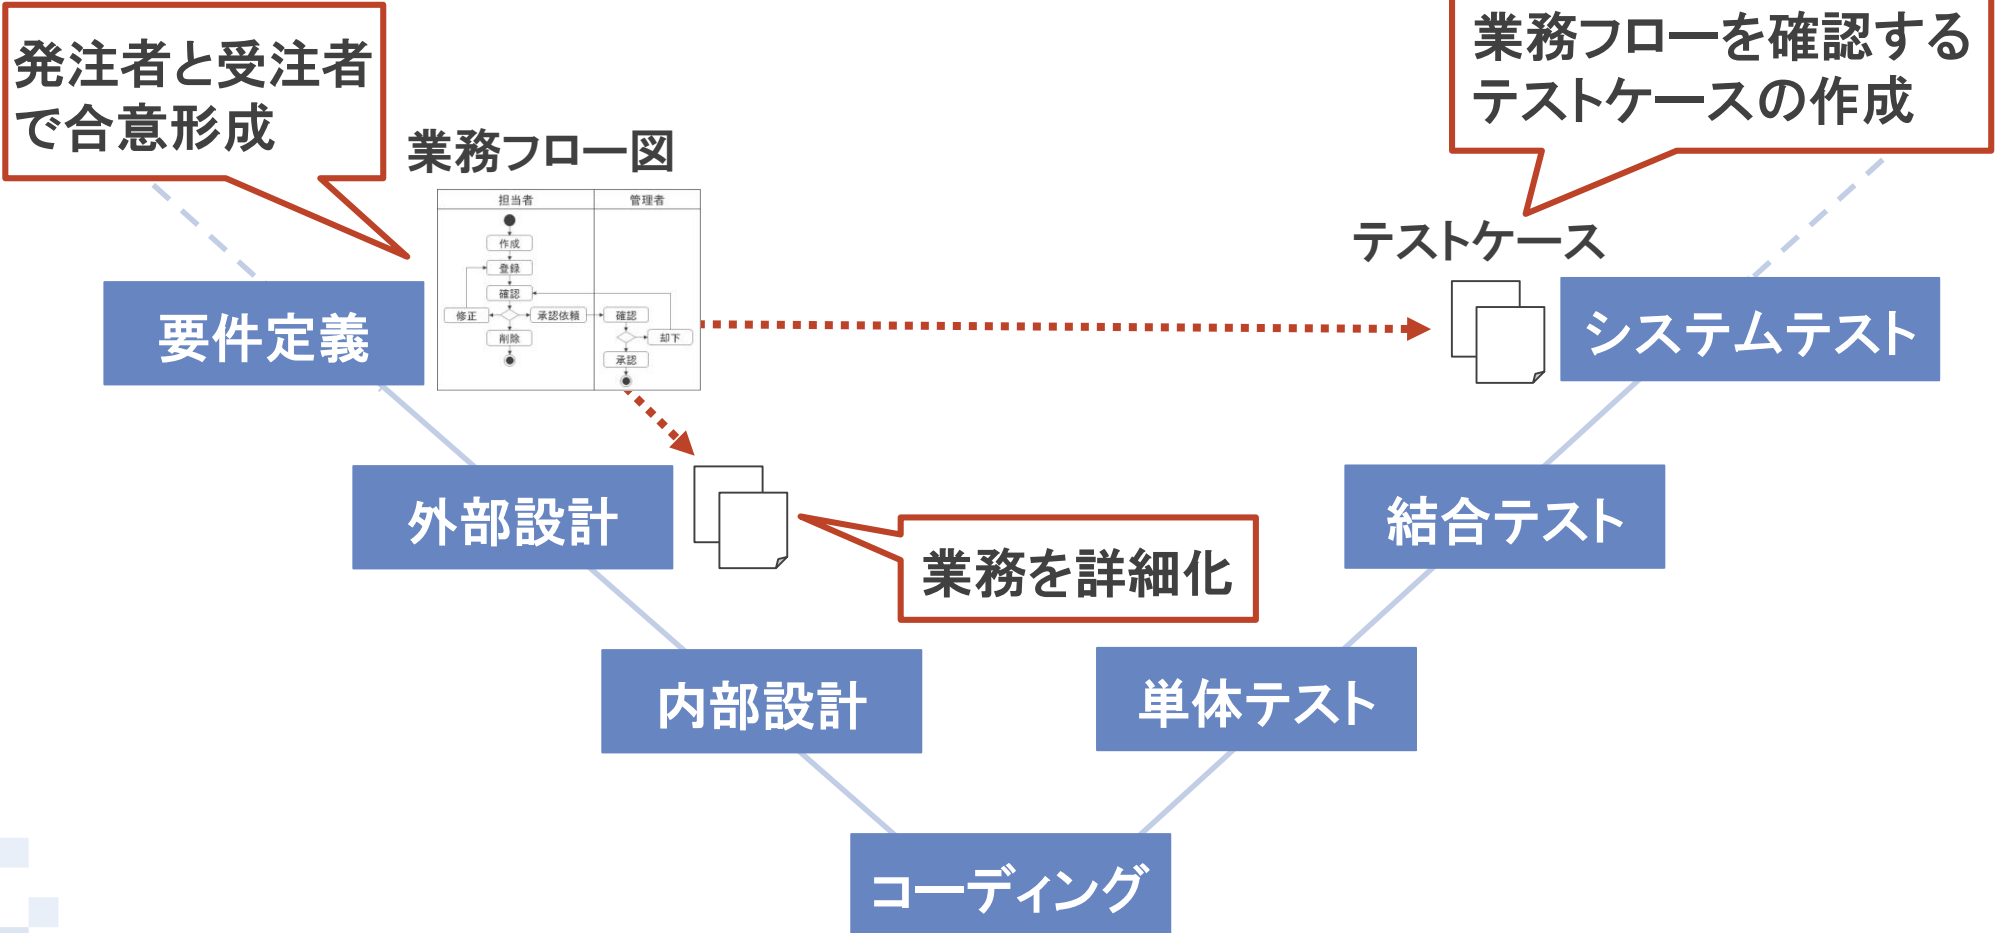 発注者と受注者
で合意形成
業務フローを確認する
テストケースの作成
業務フロー図
担当者
管理者
作成
登録
確認
修正
承認依頼
確認
削除
却下
承認
テストケース
要件定義
システムテスト
外部設計
業務を詳細化
結合テスト
内部設計
単体テスト
コーディング